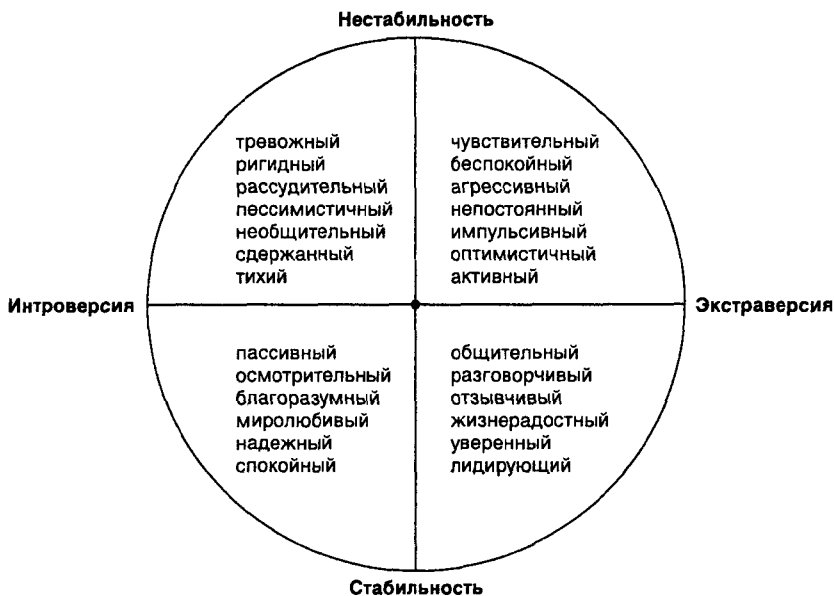 Нестабильность
тревожный
ригидный
рассудительный
пессимистичный
необщительный
сдержанный
тихий
чувствительный
беспокойный
агрессивный
непостоянный
импульсивный
оптимистичный
активный
Интроверсия
Экстраверсия
пассивный
осмотрительный
благоразумный
миролюбивый
надежный
спокойный
общительный
разговорчивый
отзывчивый
жизнерадостный
уверенный
лидирующий
Стабильность